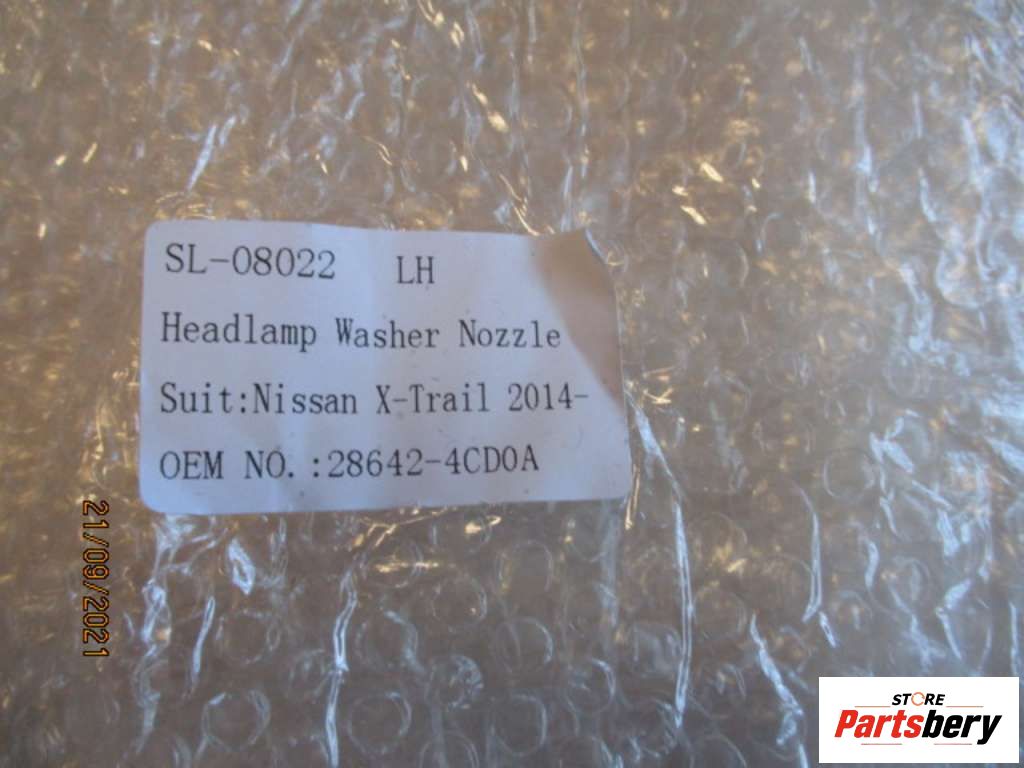 SL-08022 LH
Headlamp Washer Nozzle
Suit:Nissan X-Trail 2014-
OEM NO.:28642-4CD0A
21/09/2021
STORE
Partsbery